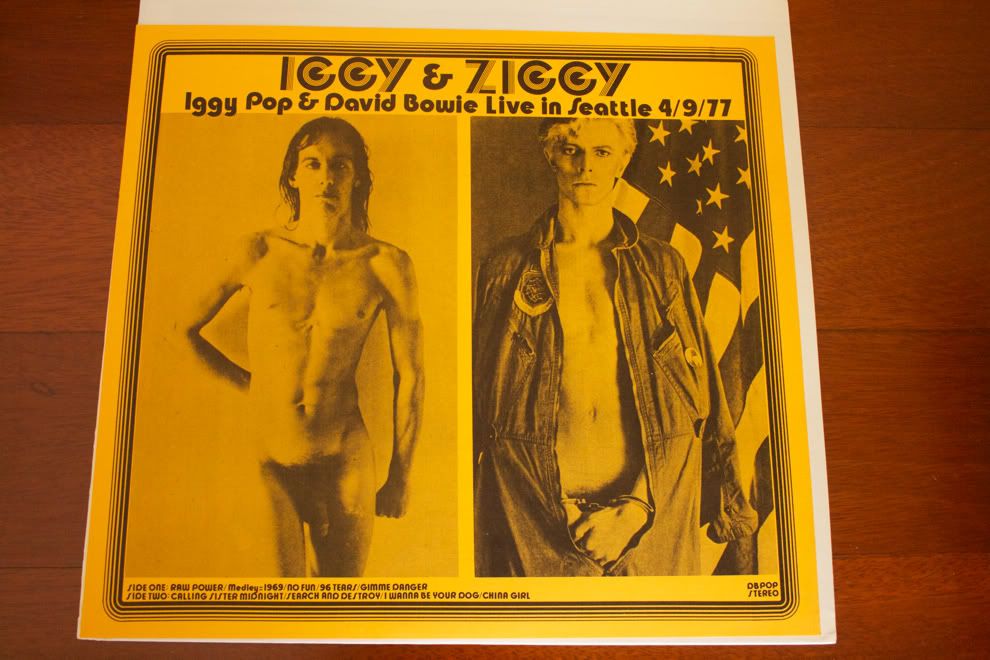 IGGY & ZIGGY
Iggy Pop & David Bowie Live in Seattle 4/9/77
SIDE ONE: RAW POWER/Medley=1969/NO FUN/96 TEARS/GIMME DANGER
SIDE TWO: CALLING SISTER MIDNIGHT/SEARCH AND DESTROY/I WANNA BE YOUR DOG/CHINA GIRL
DBPOP
STEREO